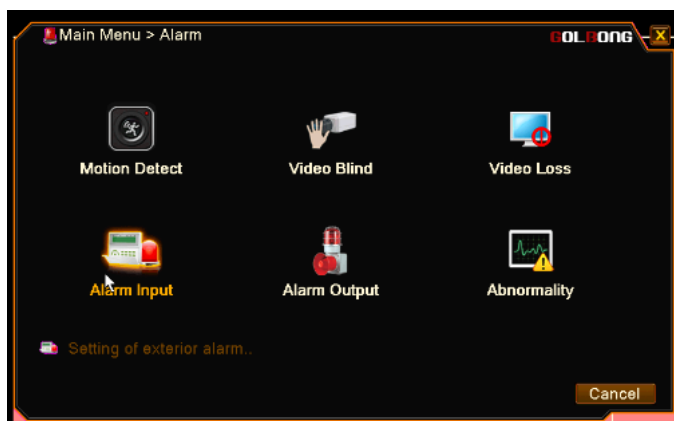 Main Menu > Alarm
GOLBONG
X
Motion Detect
Video Blind
Video Loss
Alarm Input
Alarm Output
Abnormality
Setting of exterior alarm..
Cancel